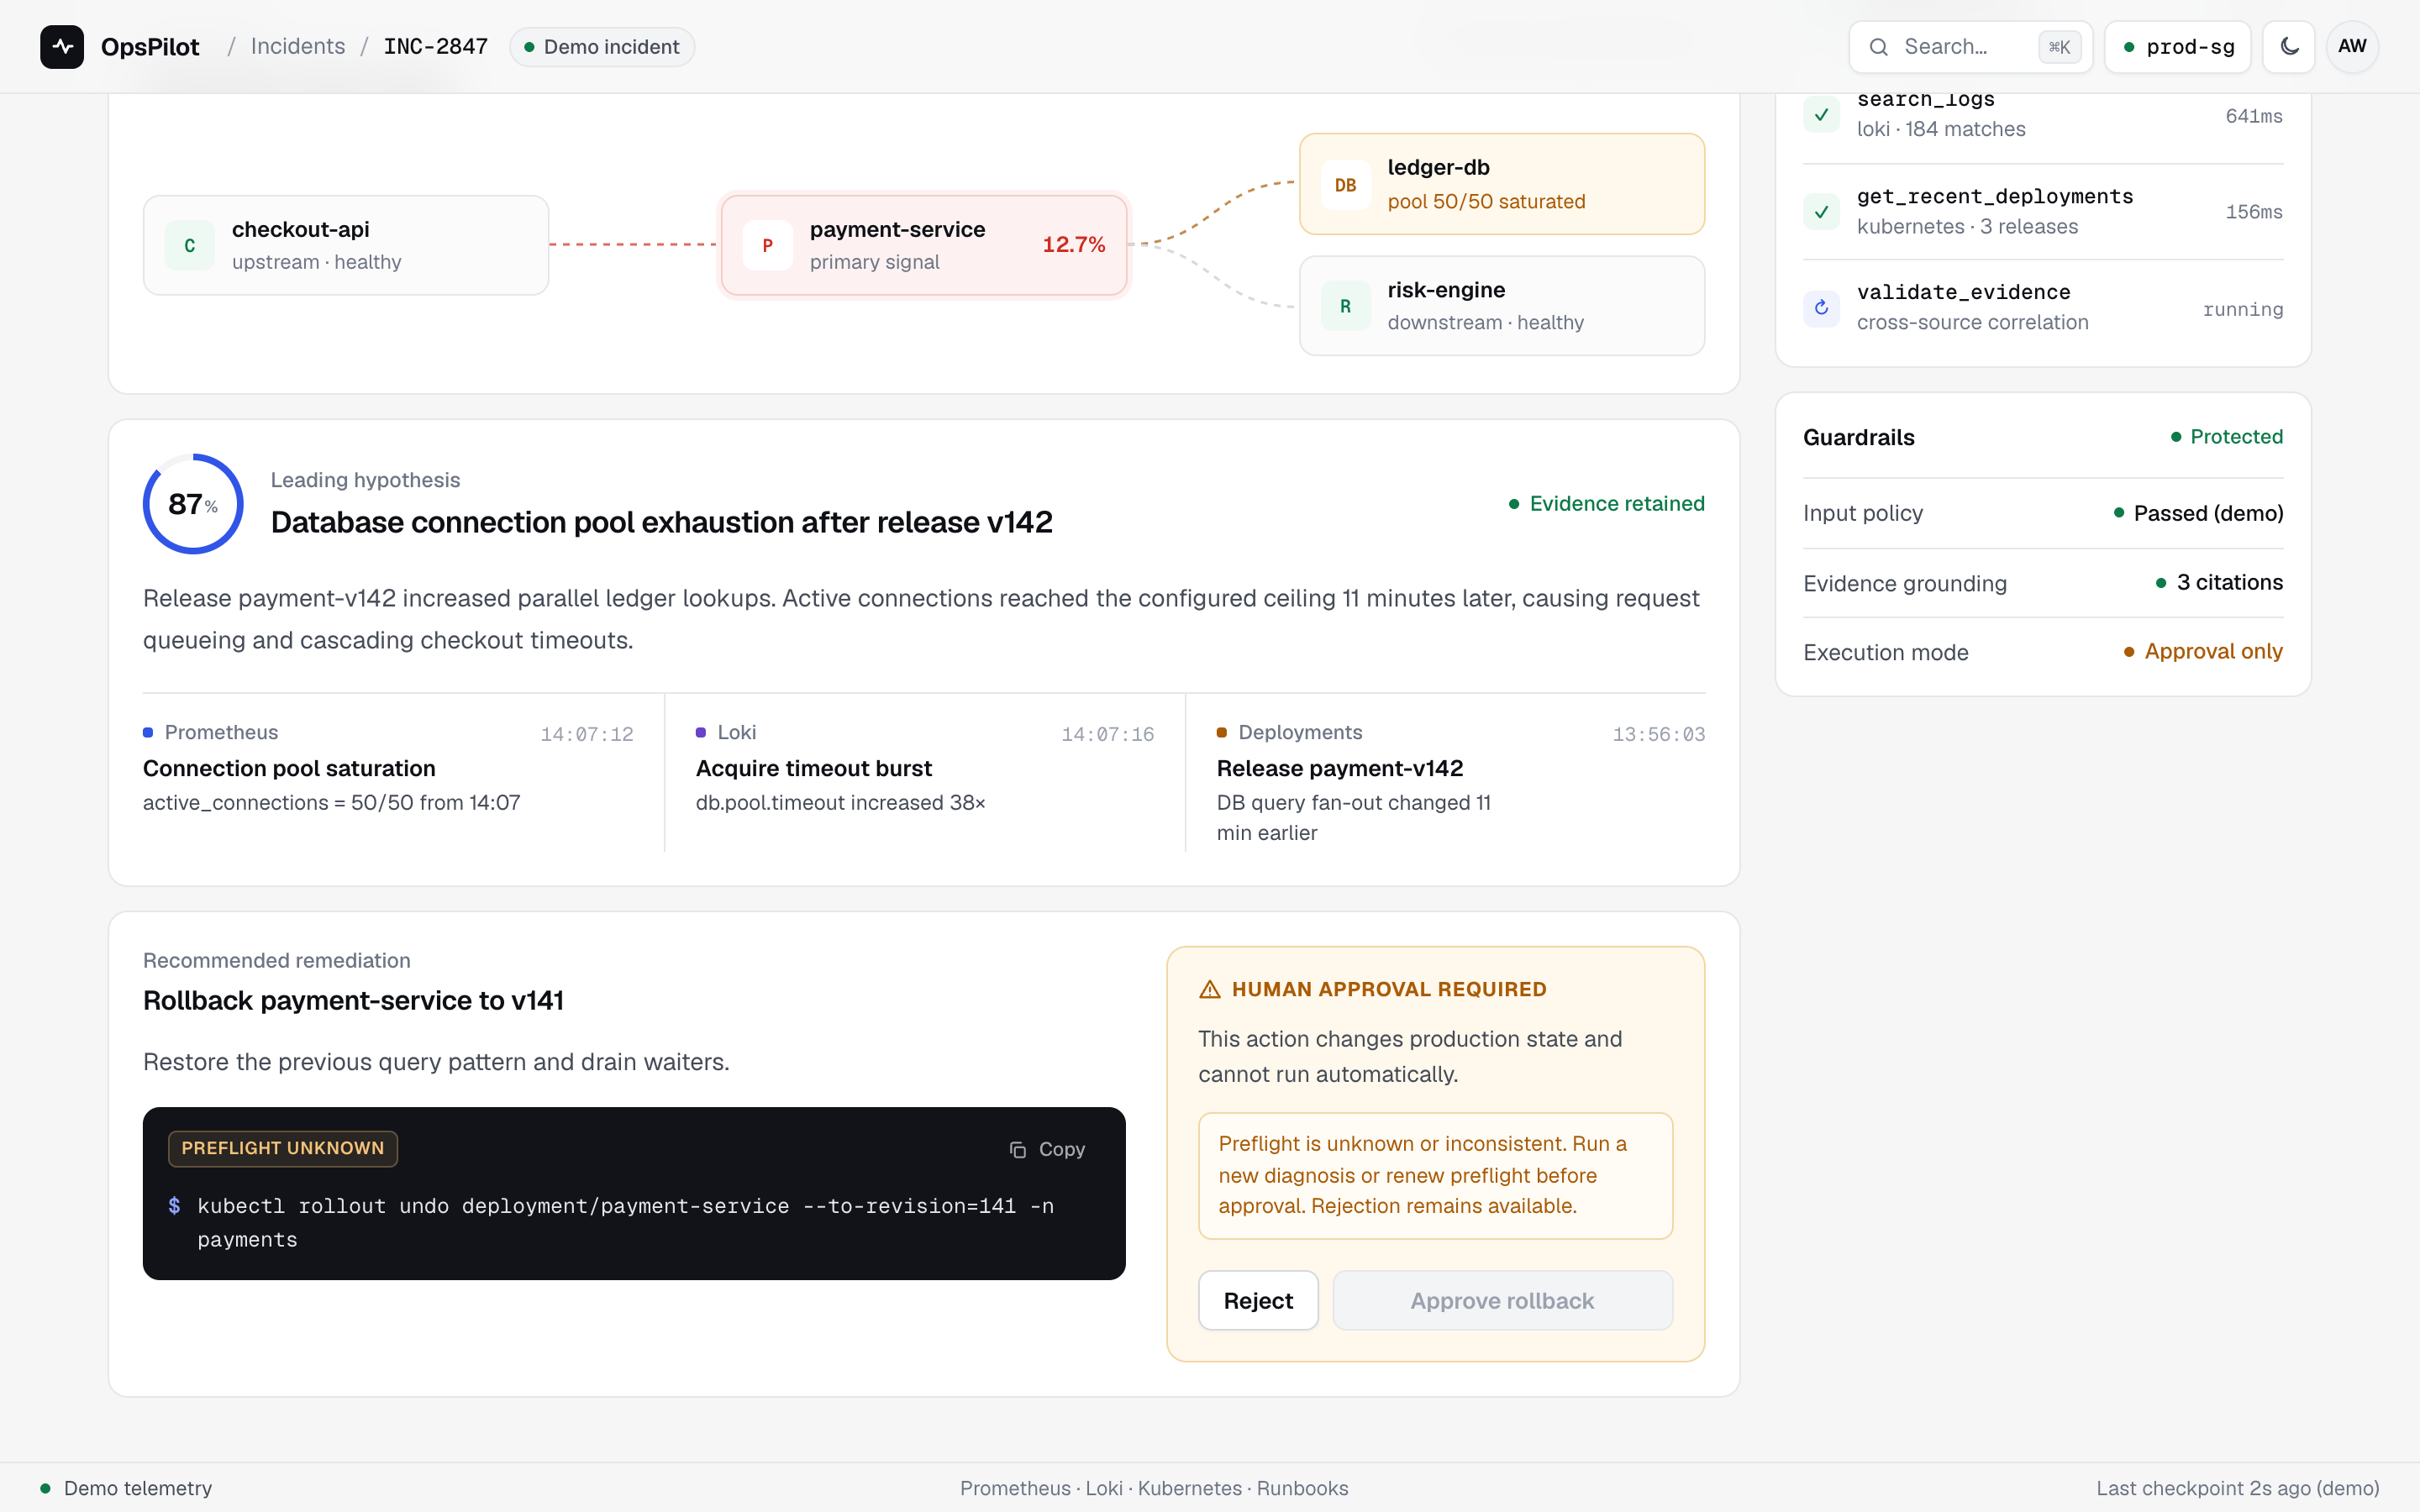 OpsPilot / Incidents / INC-2847 Demo incident
Search... ⌘K prod-sg AW
C checkout-api
upstream · healthy
P payment-service 12.7%
primary signal
DB ledger-db
pool 50/50 saturated
R risk-engine
downstream · healthy
search_logs
loki · 184 matches 641ms
get_recent_deployments
kubernetes · 3 releases 156ms
validate_evidence
cross-source correlation running
Guardrails Protected
Input policy Passed (demo)
Evidence grounding 3 citations
Execution mode Approval only
87%
Leading hypothesis
Database connection pool exhaustion after release v142
Evidence retained
Release payment-v142 increased parallel ledger lookups. Active connections reached the configured ceiling 11 minutes later, causing request
queueing and cascading checkout timeouts.
Prometheus 14:07:12
Connection pool saturation
active_connections = 50/50 from 14:07
Loki 14:07:16
Acquire timeout burst
db.pool.timeout increased 38×
Deployments 13:56:03
Release payment-v142
DB query fan-out changed 11
min earlier
Recommended remediation
Rollback payment-service to v141
Restore the previous query pattern and drain waiters.
PREFLIGHT UNKNOWN Copy
$ kubectl rollout undo deployment/payment-service --to-revision=141 -n
payments
HUMAN APPROVAL REQUIRED
This action changes production state and
cannot run automatically.
Preflight is unknown or inconsistent. Run a
new diagnosis or renew preflight before
approval. Rejection remains available.
Reject Approve rollback
Demo telemetry
Prometheus · Loki · Kubernetes · Runbooks
Last checkpoint 2s ago (demo)